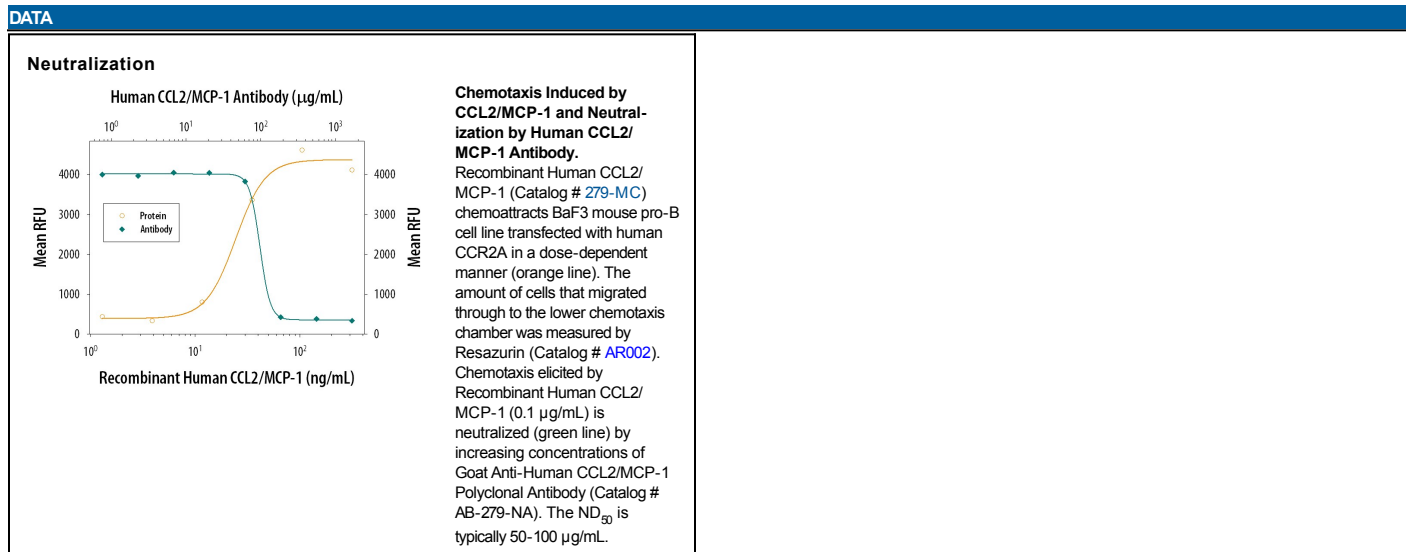 DATA
Neutralization
Human CCL2/MCP-1 Antibody (µg/mL)
10⁰ 10¹ 10² 10³
4000 4000
3000 3000
2000 2000
1000 1000
0 0
Mean RFU
Mean RFU
Protein
Antibody
10⁰ 10¹ 10²
Recombinant Human CCL2/MCP-1 (ng/mL)
Chemotaxis Induced by
CCL2/MCP-1 and Neutral-
ization by Human CCL2/
MCP-1 Antibody.
Recombinant Human CCL2/
MCP-1 (Catalog # 279-MC)
chemoattracts BaF3 mouse pro-B
cell line transfected with human
CCR2A in a dose-dependent
manner (orange line). The
amount of cells that migrated
through to the lower chemotaxis
chamber was measured by
Resazurin (Catalog # AR002).
Chemotaxis elicited by
Recombinant Human CCL2/
MCP-1 (0.1 µg/mL) is
neutralized (green line) by
increasing concentrations of
Goat Anti-Human CCL2/MCP-1
Polyclonal Antibody (Catalog #
AB-279-NA). The ND₅₀ is
typically 50-100 µg/mL.